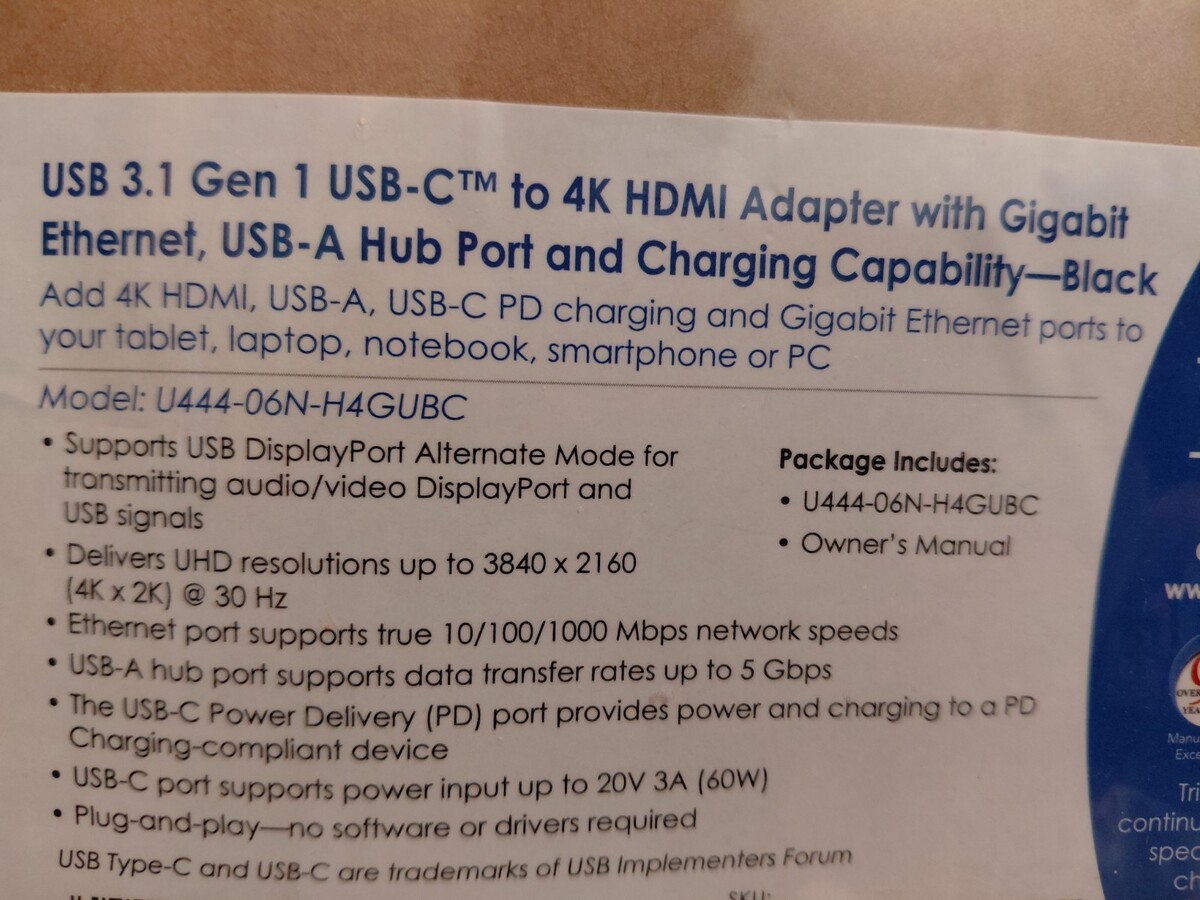 USB 3.1 Gen 1 USB-C™ to 4K HDMI Adapter with Gigabit
Ethernet, USB-A Hub Port and Charging Capability—Black
Add 4K HDMI, USB-A, USB-C PD charging and Gigabit Ethernet ports to
your tablet, laptop, notebook, smartphone or PC
Model: U444-06N-H4GUBC
• Supports USB DisplayPort Alternate Mode for
transmitting audio/video DisplayPort and
USB signals
• Delivers UHD resolutions up to 3840 x 2160
(4K x 2K) @ 30 Hz
• Ethernet port supports true 10/100/1000 Mbps network speeds
• USB-A hub port supports data transfer rates up to 5 Gbps
• The USB-C Power Delivery (PD) port provides power and charging to a PD
Charging-compliant device
• USB-C port supports power input up to 20V 3A (60W)
• Plug-and-play—no software or drivers required
USB Type-C and USB-C are trademarks of USB Implementers Forum
Package Includes:
• U444-06N-H4GUBC
• Owner's Manual
SKU: